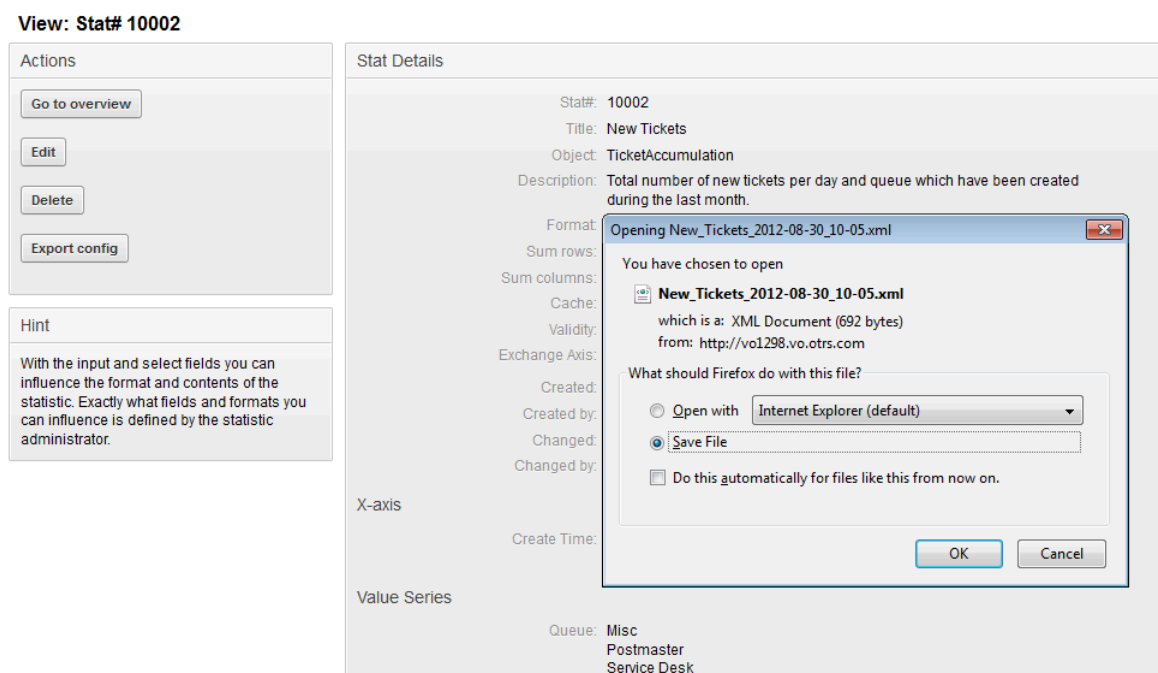 View: Stat# 10002
Actions
Go to overview
Edit
Delete
Export config
Hint
With the input and select fields you can
influence the format and contents of the
statistic. Exactly what fields and formats you
can influence is defined by the statistic
administrator.
Stat Details
Stat#: 10002
Title: New Tickets
Object: TicketAccumulation
Description: Total number of new tickets per day and queue which have been created
during the last month.
Format:
Sum rows:
Sum columns:
Cache:
Validity:
Exchange Axis:
Created:
Created by:
Changed:
Changed by:
X-axis
Create Time:
Value Series
Queue: Misc
Postmaster
Service Desk
Opening New_Tickets_2012-08-30_10-05.xml
You have chosen to open
New_Tickets_2012-08-30_10-05.xml
which is a: XML Document (692 bytes)
from: http://vo1298.vo.otrs.com
What should Firefox do with this file?
Open with Internet Explorer (default)
Save File
Do this automatically for files like this from now on.
OK Cancel